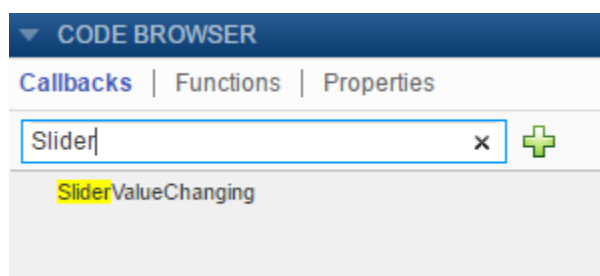 CODE BROWSER
Callbacks | Functions | Properties
Slider
SliderValueChanging